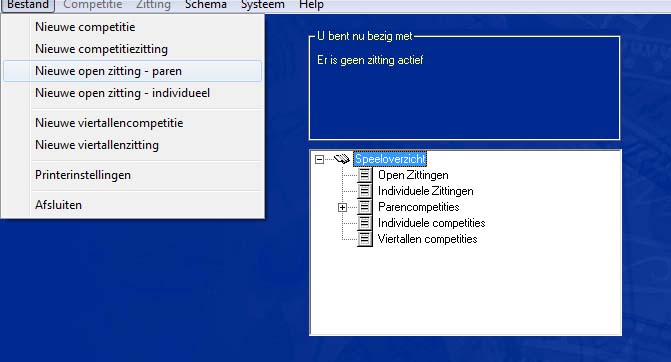 Bestand Competitie Zitting Schema Systeem Help
Nieuwe competitie
Nieuwe competitiezitting
Nieuwe open zitting - paren
Nieuwe open zitting - individueel
Nieuwe viertallencompetitie
Nieuwe viertallenzitting
Printerinstellingen
Afsluiten
U bent nu bezig met
Er is geen zitting actief
Speeloverzicht
Open Zittingen
Individuele Zittingen
Parencompetities
Individuele competities
Viertallen competities